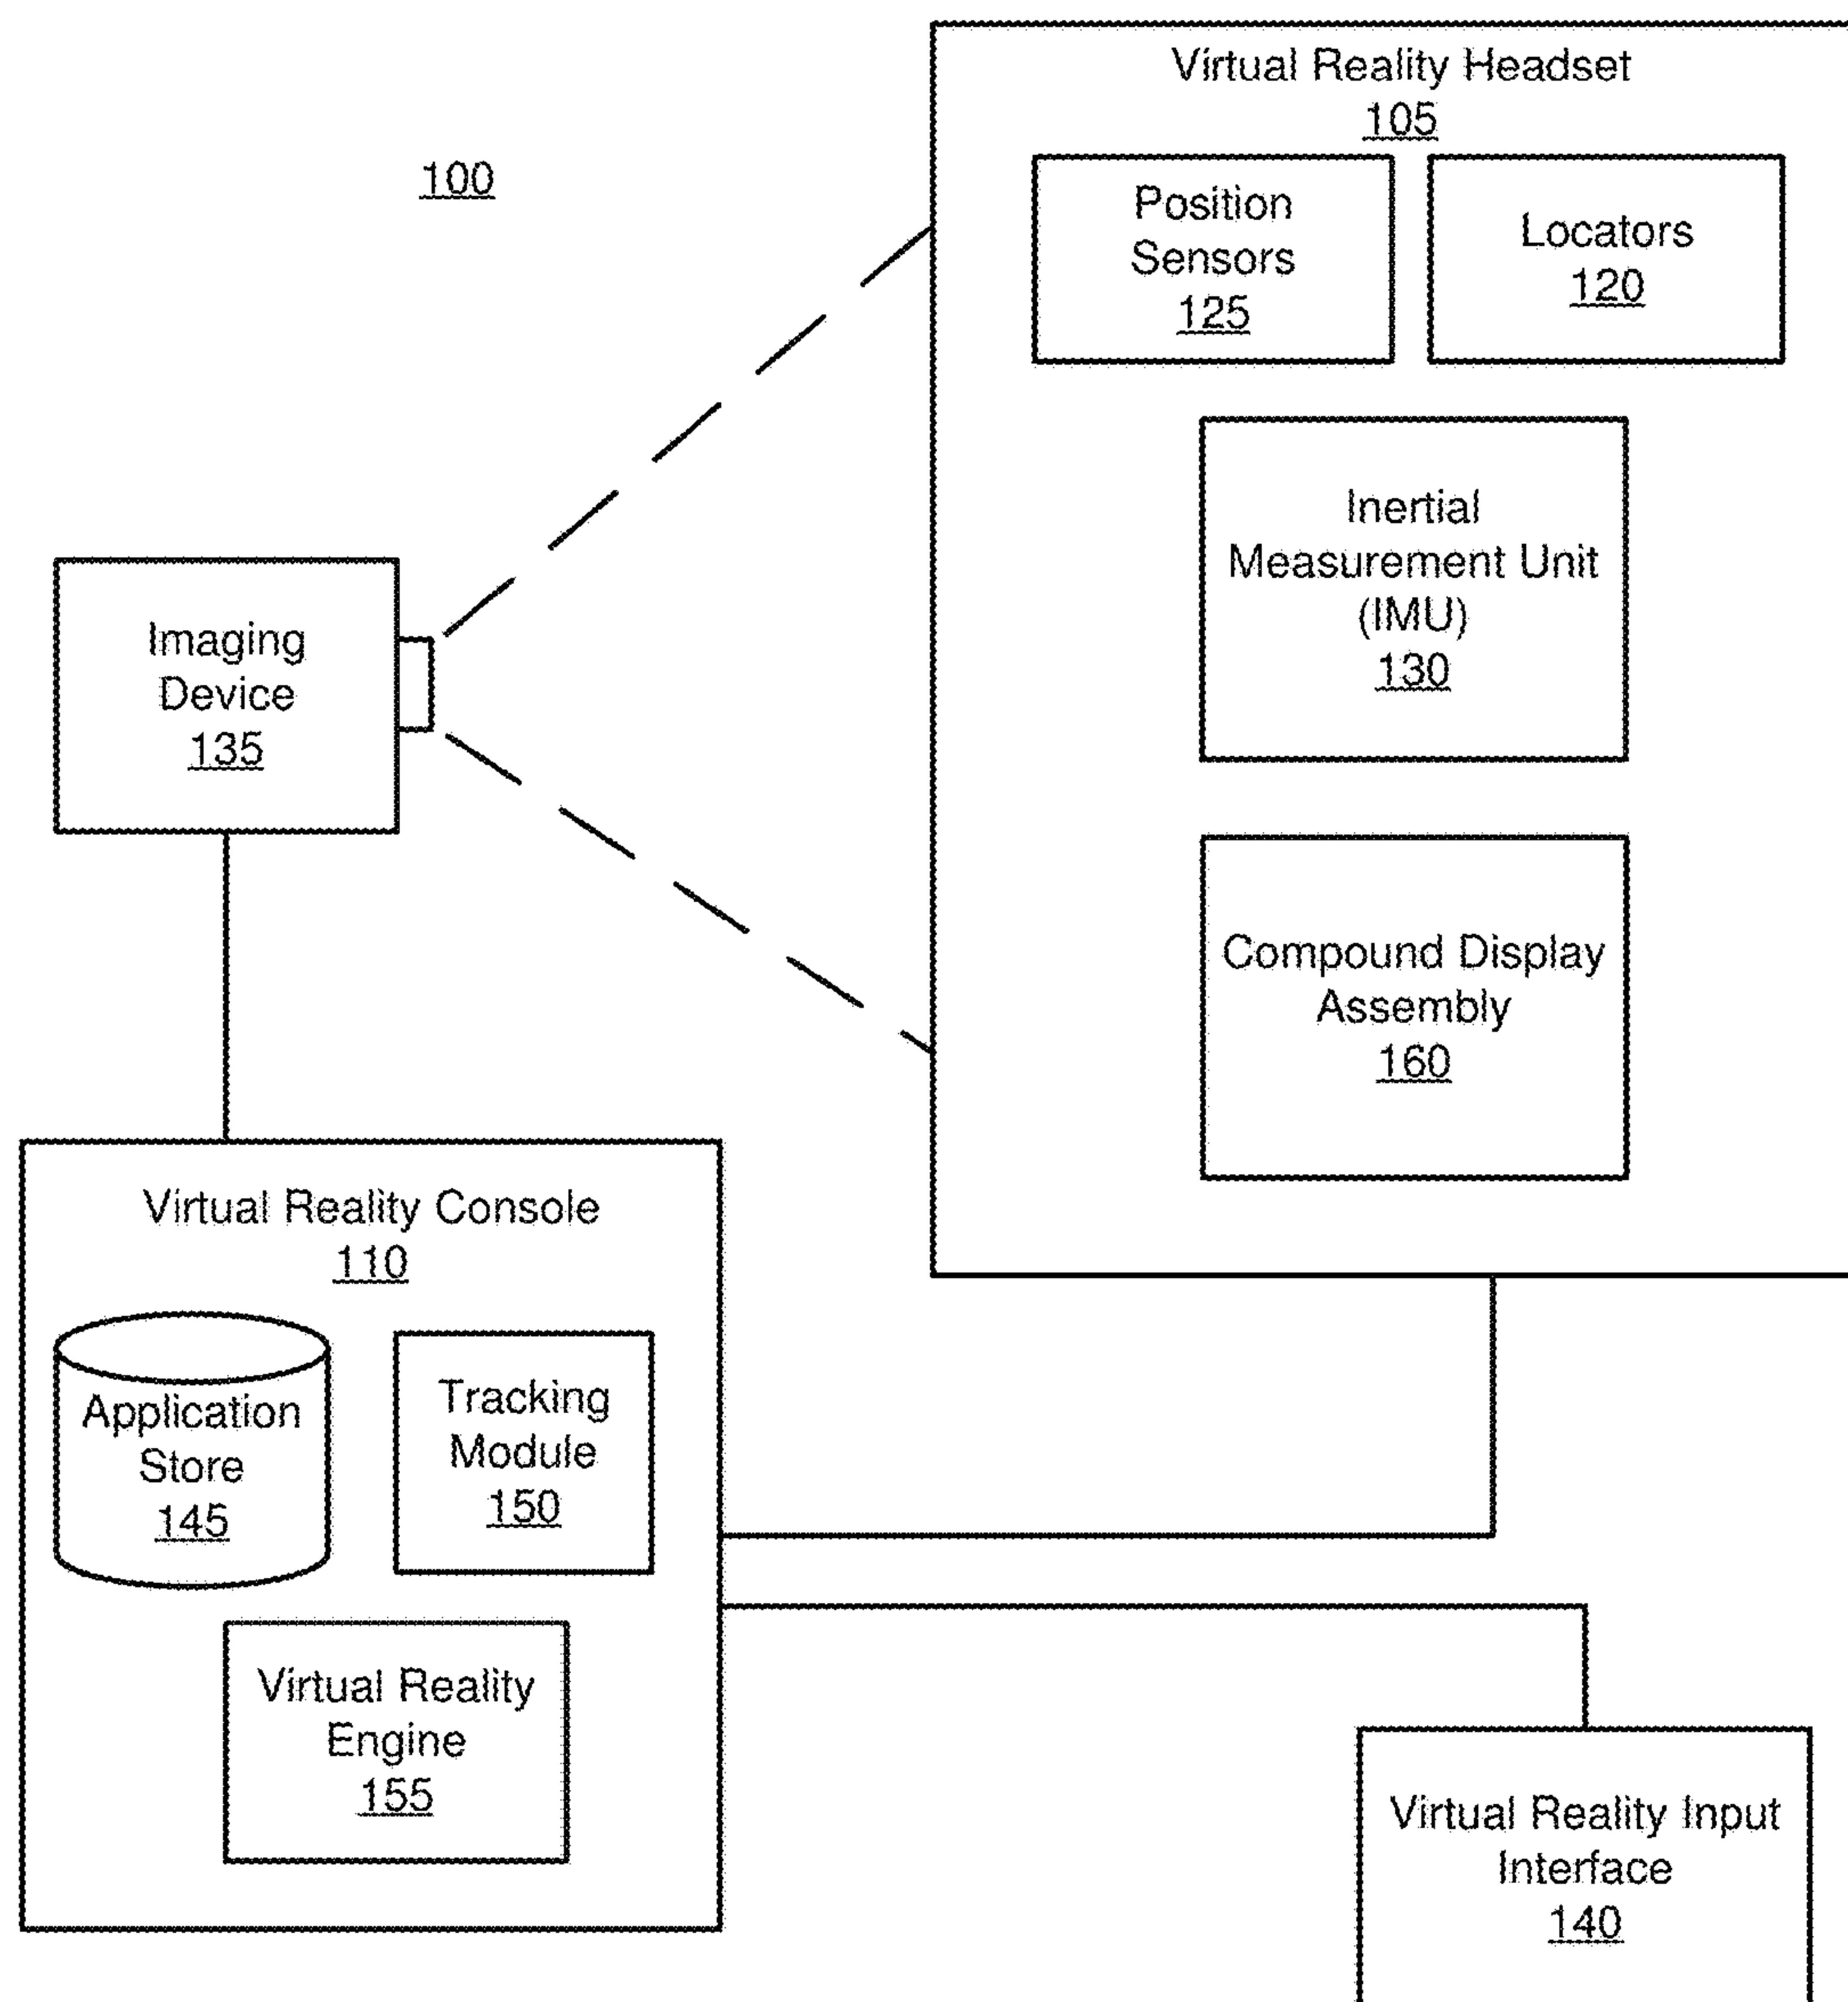 100
Virtual Reality Headset
105
Position
Sensors
125
Locators
120
Inertial
Measurement Unit
(IMU)
130
Compound Display
Assembly
160
Imaging
Device
135
Virtual Reality Console
110
Application
Store
145
Tracking
Module
150
Virtual Reality
Engine
155
Virtual Reality Input
Interface
140